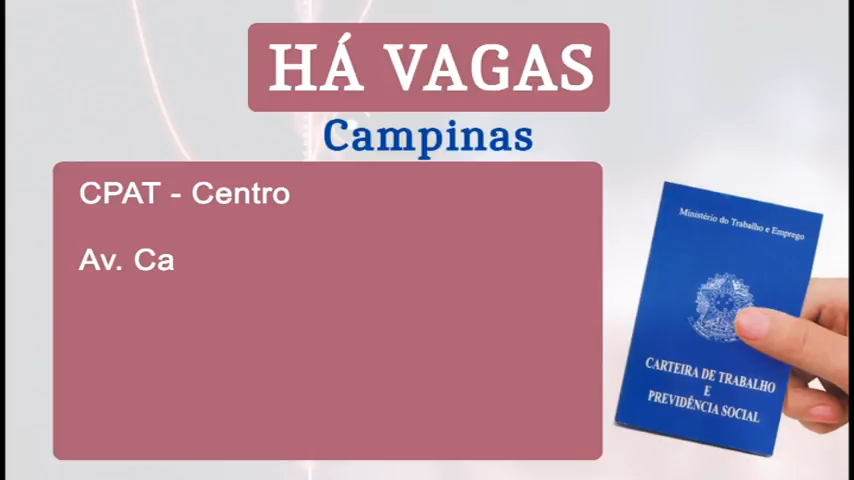 HÁ VAGAS
Campinas
CPAT - Centro
Av. Ca
Ministério do Trabalho e Emprego
CARTEIRA DE TRABALHO
E
PREVIDÊNCIA SOCIAL